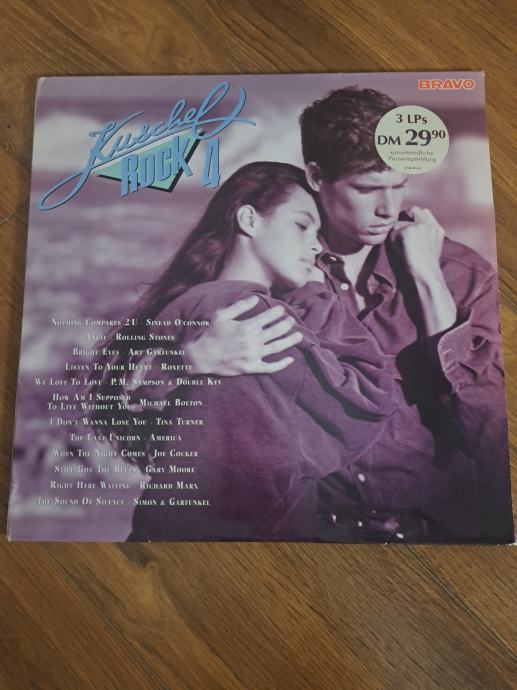 BRAVO
Kuschel
ROCK 4
3 LPs
DM 29⁹⁰
unverbindliche
Preisempfehlung
NOTHING COMPARES 2 U · SINEAD O'CONNOR
ANGIE · ROLLING STONES
BRIGHT EYES · ART GARFUNKEL
LISTEN TO YOUR HEART · ROXETTE
WE LOVE TO LOVE · P.M. SAMPSON & DOUBLE KEY
HOW AM I SUPPOSED
TO LIVE WITHOUT YOU · MICHAEL BOLTON
I DON'T WANNA LOSE YOU · TINA TURNER
THE LAST UNICORN · AMERICA
WHEN THE NIGHT COMES · JOE COCKER
STILL GOT THE BLUES · GARY MOORE
RIGHT HERE WAITING · RICHARD MARX
THE SOUND OF SILENCE · SIMON & GARFUNKEL